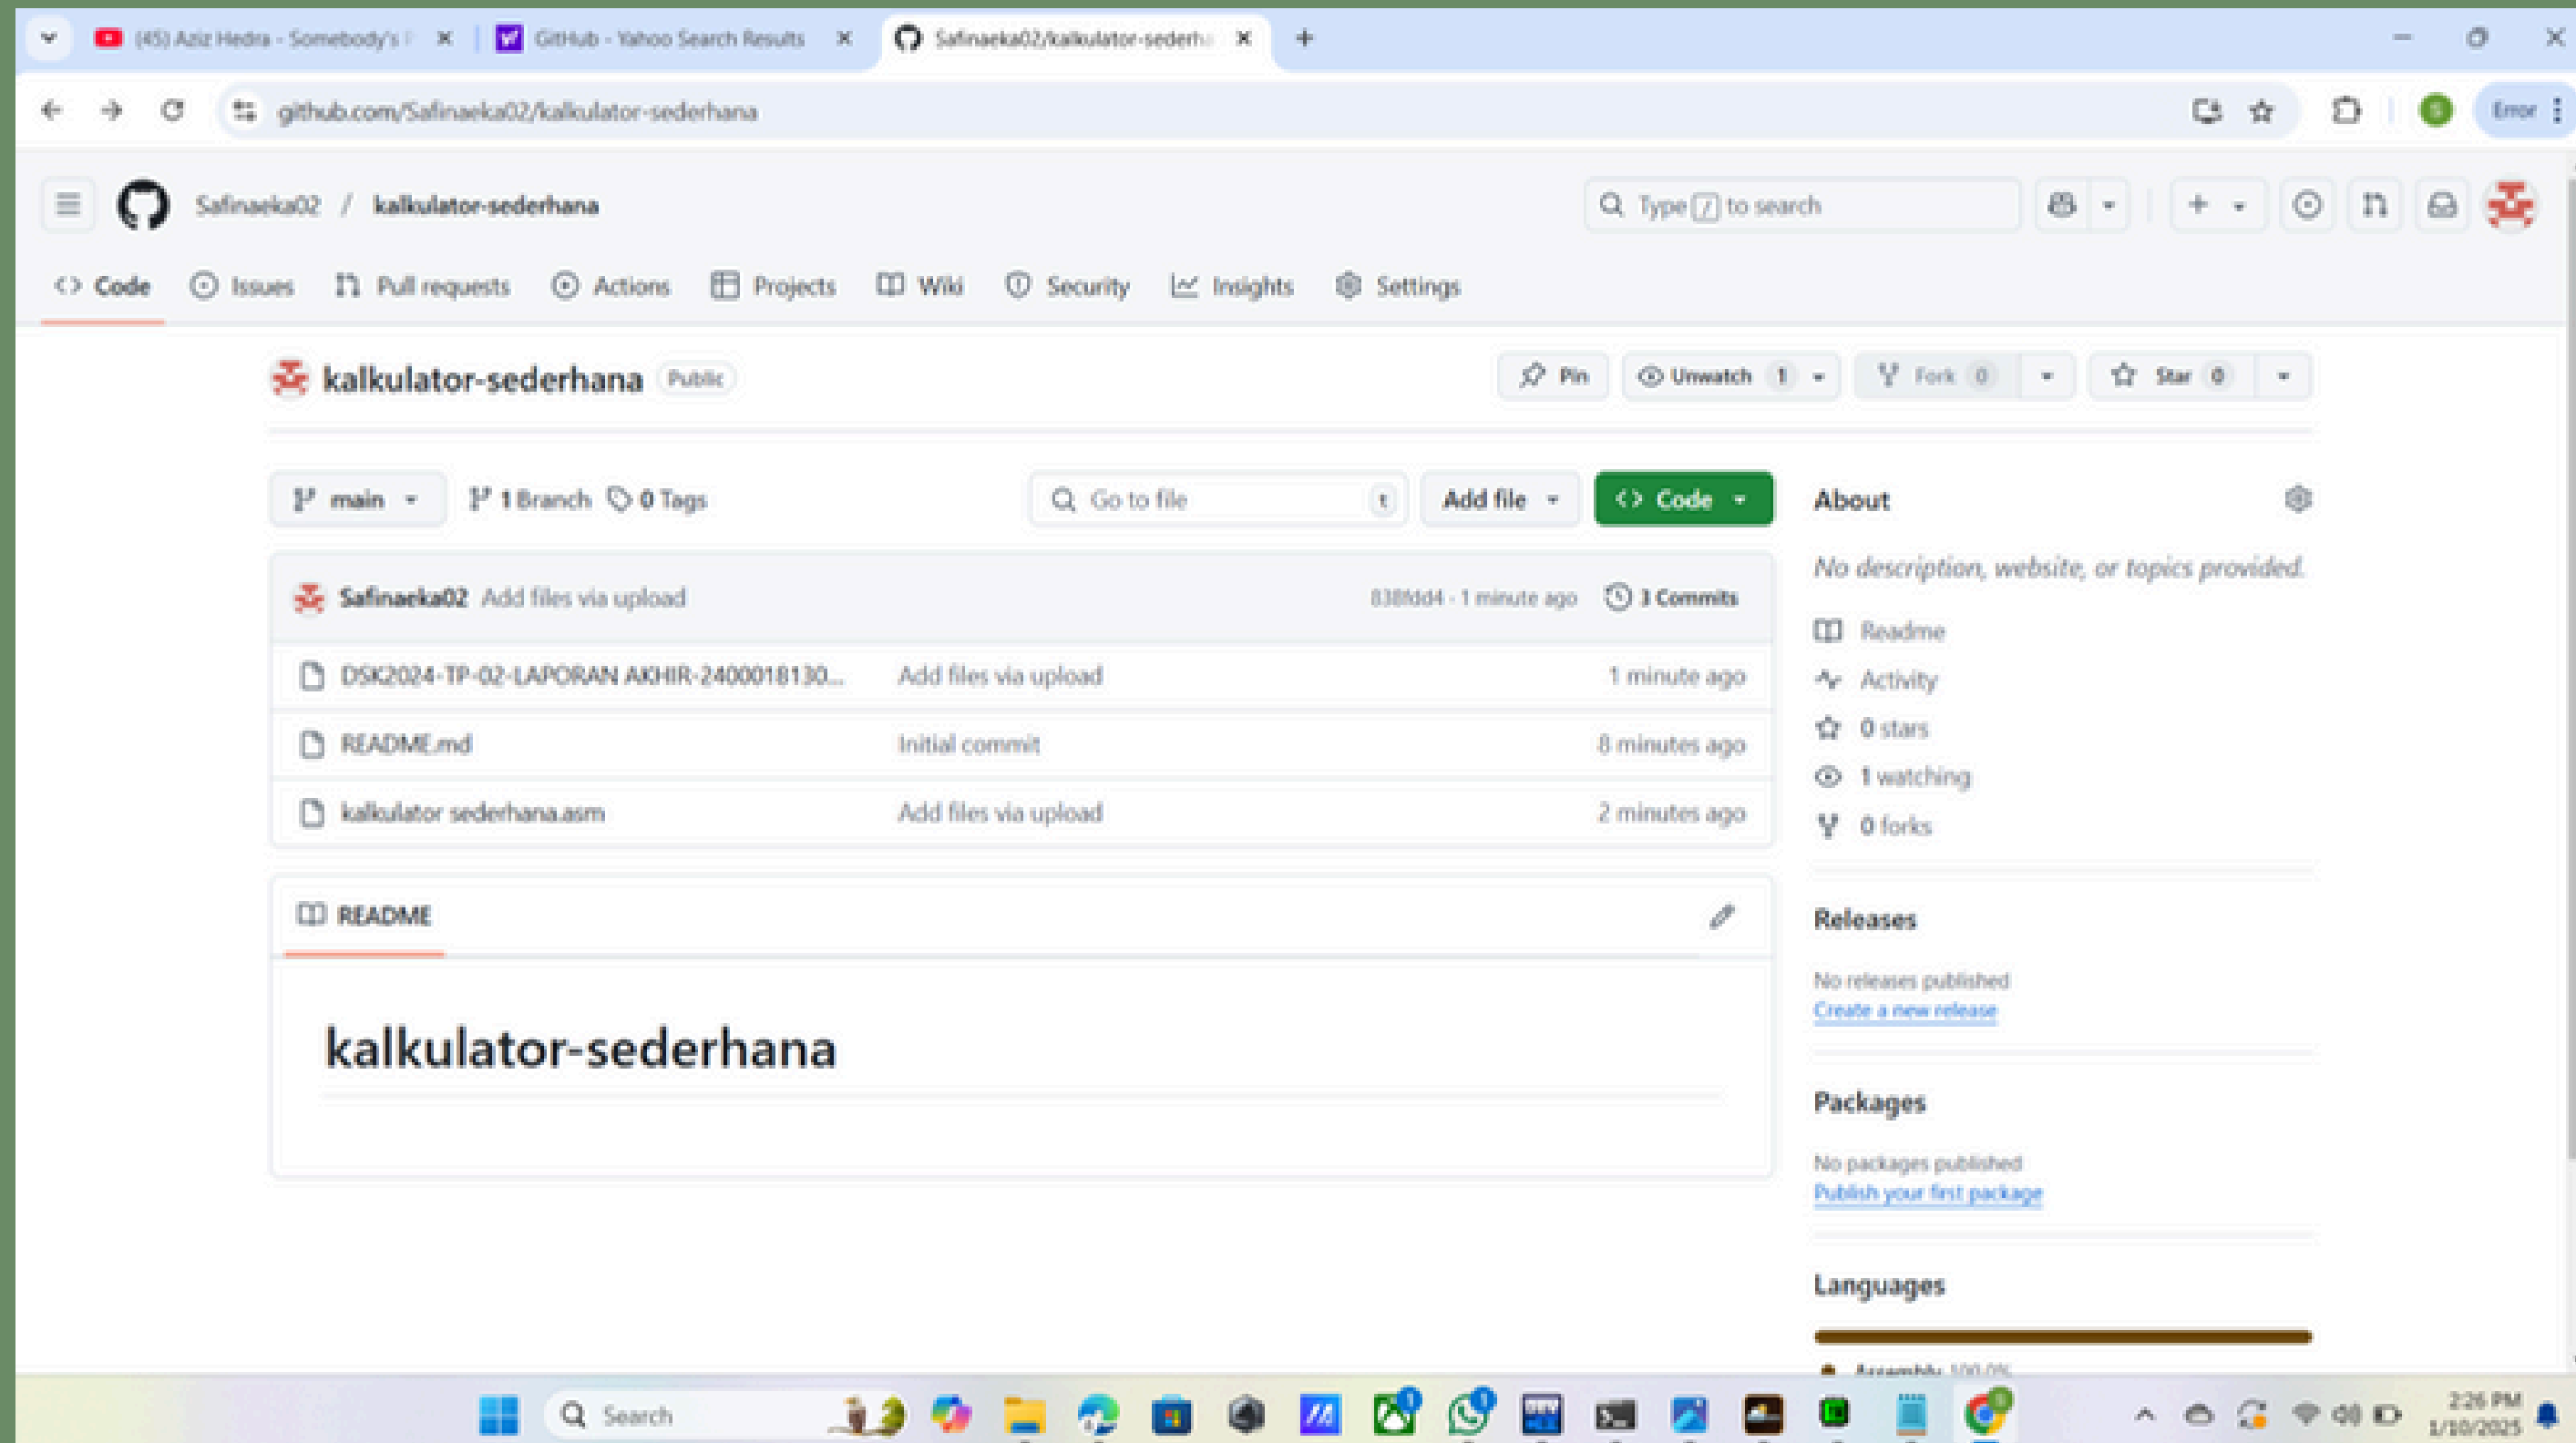 (45) Aziz Hedra - Somebody's
GitHub - Yahoo Search Results
Safinaeka02/kalkulator-sederha
github.com/Safinaeka02/kalkulator-sederhana
S
Error
Safinaeka02 / kalkulator-sederhana
Type / to search
Code Issues Pull requests Actions Projects Wiki Security Insights Settings
kalkulator-sederhana Public
Pin Unwatch 1 Fork 0 Star 0
main 1 Branch 0 Tags Go to file t Add file Code
Safinaeka02 Add files via upload 838fdd4 - 1 minute ago 3 Commits
DSK2024-TP-02-LAPORAN AKHIR-2400018130... Add files via upload 1 minute ago
README.md Initial commit 8 minutes ago
kalkulator sederhana.asm Add files via upload 2 minutes ago
README
kalkulator-sederhana
About
No description, website, or topics provided.
Readme
Activity
0 stars
1 watching
0 forks
Releases
No releases published
Create a new release
Packages
No packages published
Publish your first package
Languages
Assembly 100.0%
Search
2:26 PM
1/10/2025